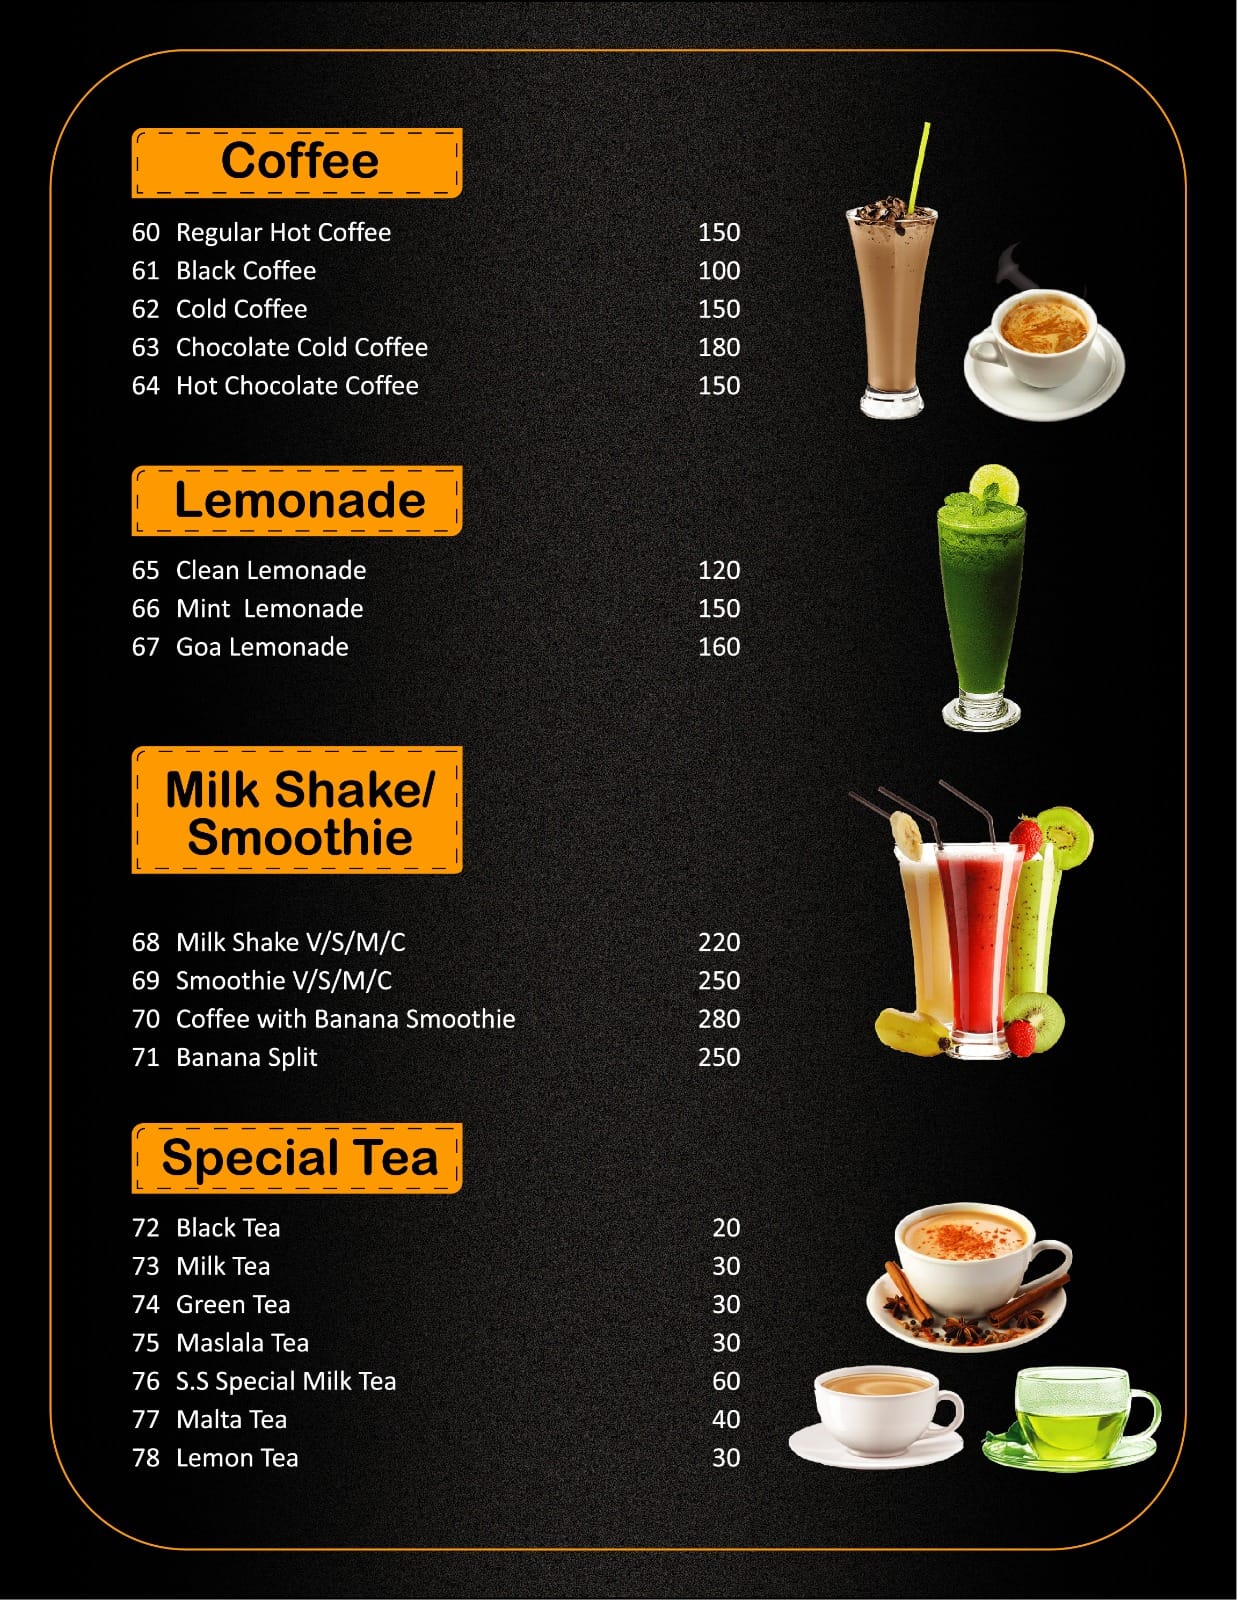 Coffee
60 Regular Hot Coffee 150
61 Black Coffee 100
62 Cold Coffee 150
63 Chocolate Cold Coffee 180
64 Hot Chocolate Coffee 150
Lemonade
65 Clean Lemonade 120
66 Mint Lemonade 150
67 Goa Lemonade 160
Milk Shake/
Smoothie
68 Milk Shake V/S/M/C 220
69 Smoothie V/S/M/C 250
70 Coffee with Banana Smoothie 280
71 Banana Split 250
Special Tea
72 Black Tea 20
73 Milk Tea 30
74 Green Tea 30
75 Maslala Tea 30
76 S.S Special Milk Tea 60
77 Malta Tea 40
78 Lemon Tea 30